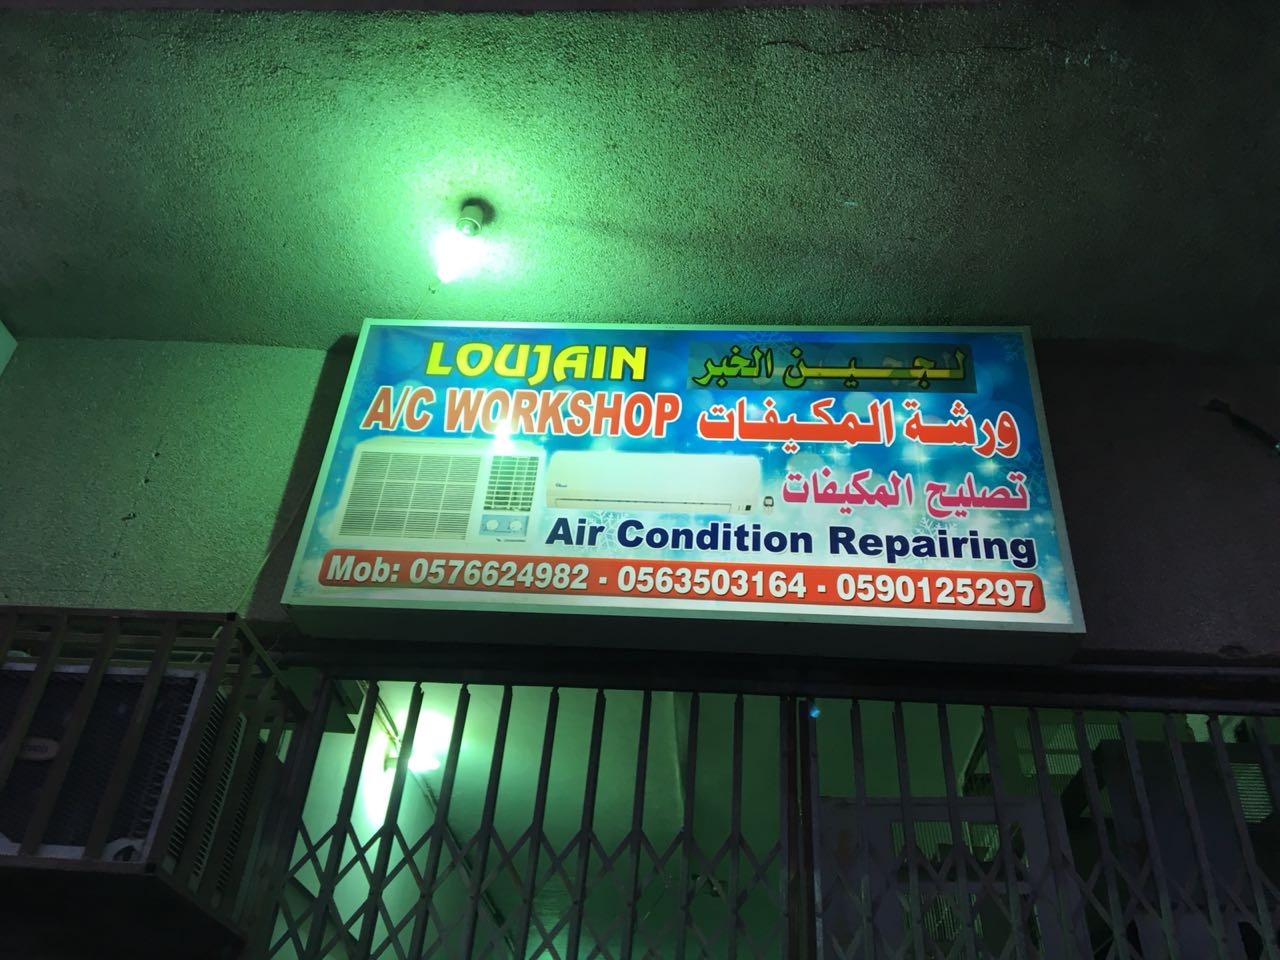 LOUJAIN
لجين الخبر
A/C WORKSHOP
ورشة المكيفات
تصليح المكيفات
Air Condition Repairing
Mob: 0576624982 - 0563503164 - 0590125297